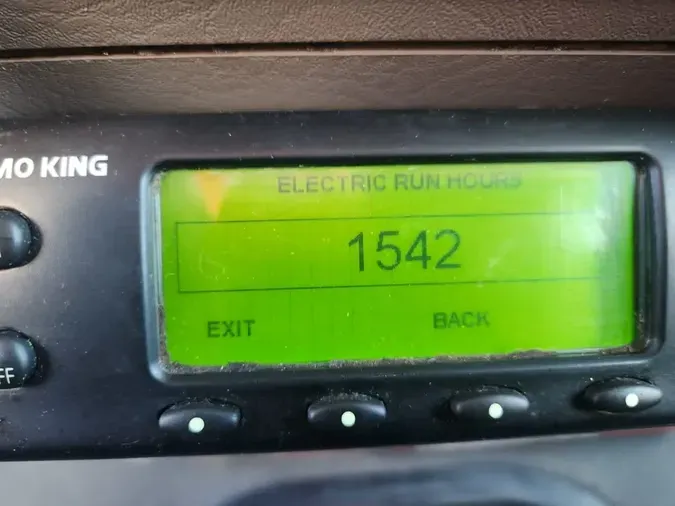 MO KING
ELECTRIC RUN HOURS
1542
EXIT
BACK
FF